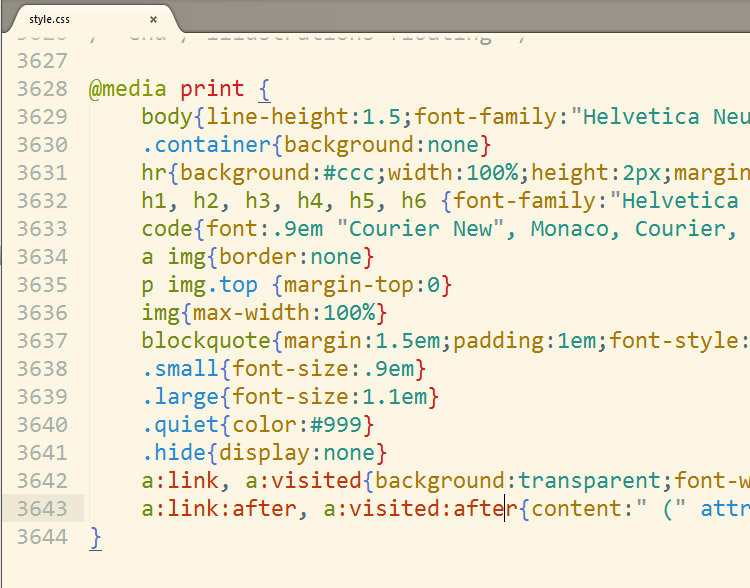 style.css ×
3627
3628 @media print {
3629 body{line-height:1.5;font-family:"Helvetica Neu
3630 .container{background:none}
3631 hr{background:#ccc;width:100%;height:2px;margin
3632 h1, h2, h3, h4, h5, h6 {font-family:"Helvetica
3633 code{font:.9em "Courier New", Monaco, Courier,
3634 a img{border:none}
3635 p img.top {margin-top:0}
3636 img{max-width:100%}
3637 blockquote{margin:1.5em;padding:1em;font-style:
3638 .small{font-size:.9em}
3639 .large{font-size:1.1em}
3640 .quiet{color:#999}
3641 .hide{display:none}
3642 a:link, a:visited{background:transparent;font-w
3643 a:link:after, a:visited:after{content:" (" attr
3644 }